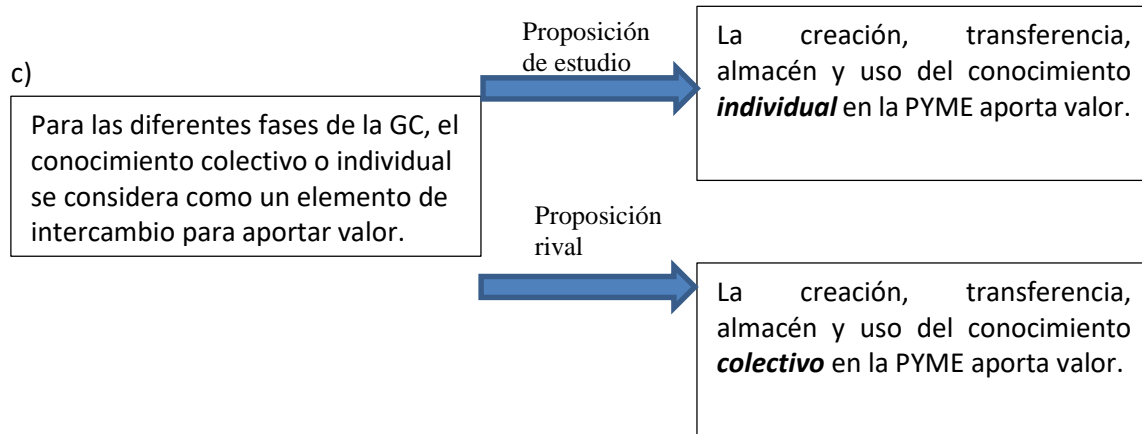 c)
Para las diferentes fases de la GC, el
conocimiento colectivo o individual
se considera como un elemento de
intercambio para aportar valor.
Proposición
de estudio
La creación, transferencia,
almacén y uso del conocimiento
individual en la PYME aporta valor.
Proposición
rival
La creación, transferencia,
almacén y uso del conocimiento
colectivo en la PYME aporta valor.